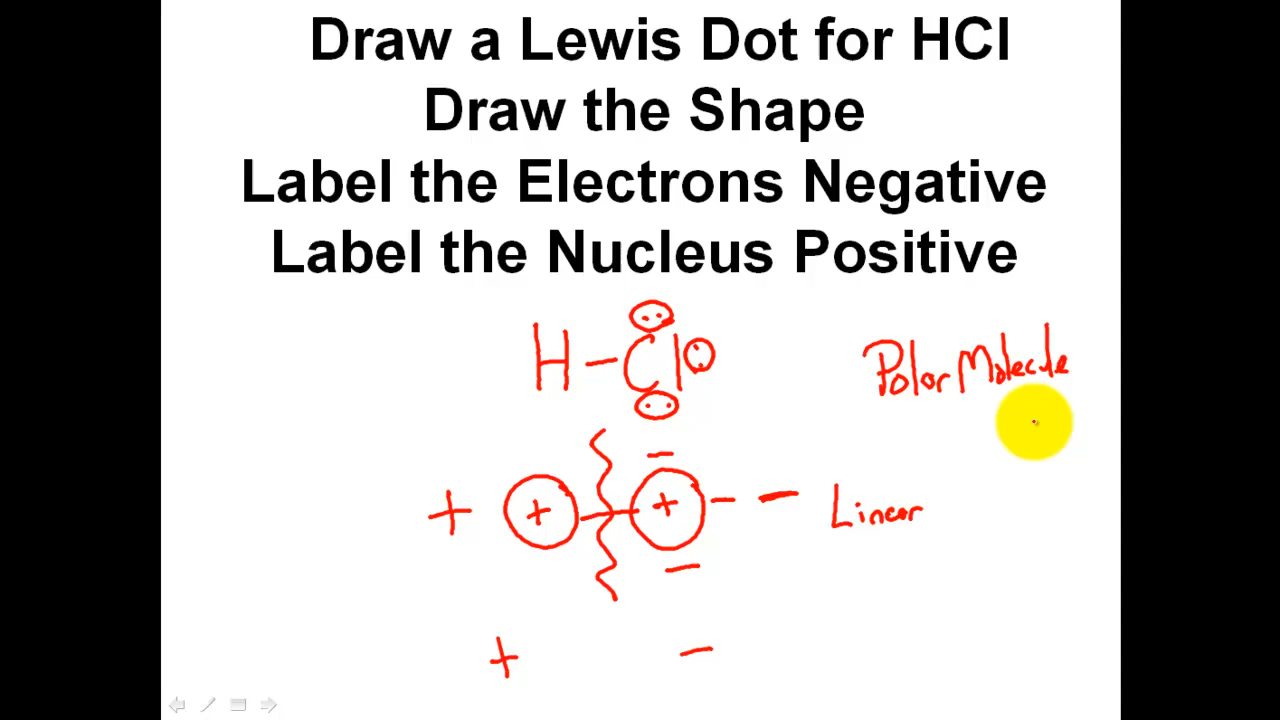 Draw a Lewis Dot for HCl
Draw the Shape
Label the Electrons Negative
Label the Nucleus Positive
H - Cl
Polar Molecule
−
+ + + − − Linear
−
+ −